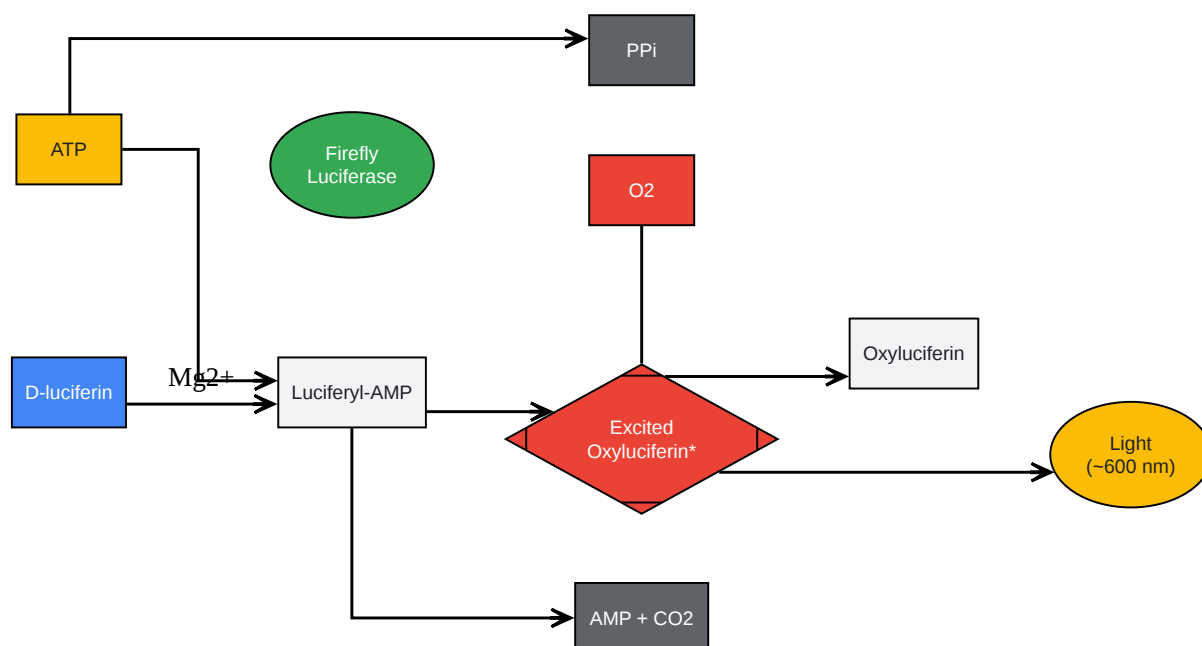 PPi
ATP
Firefly
Luciferase
O2
Oxyluciferin
Mg2+
D-luciferin
Luciferyl-AMP
Excited
Oxyluciferin*
Light
(~600 nm)
AMP + CO2